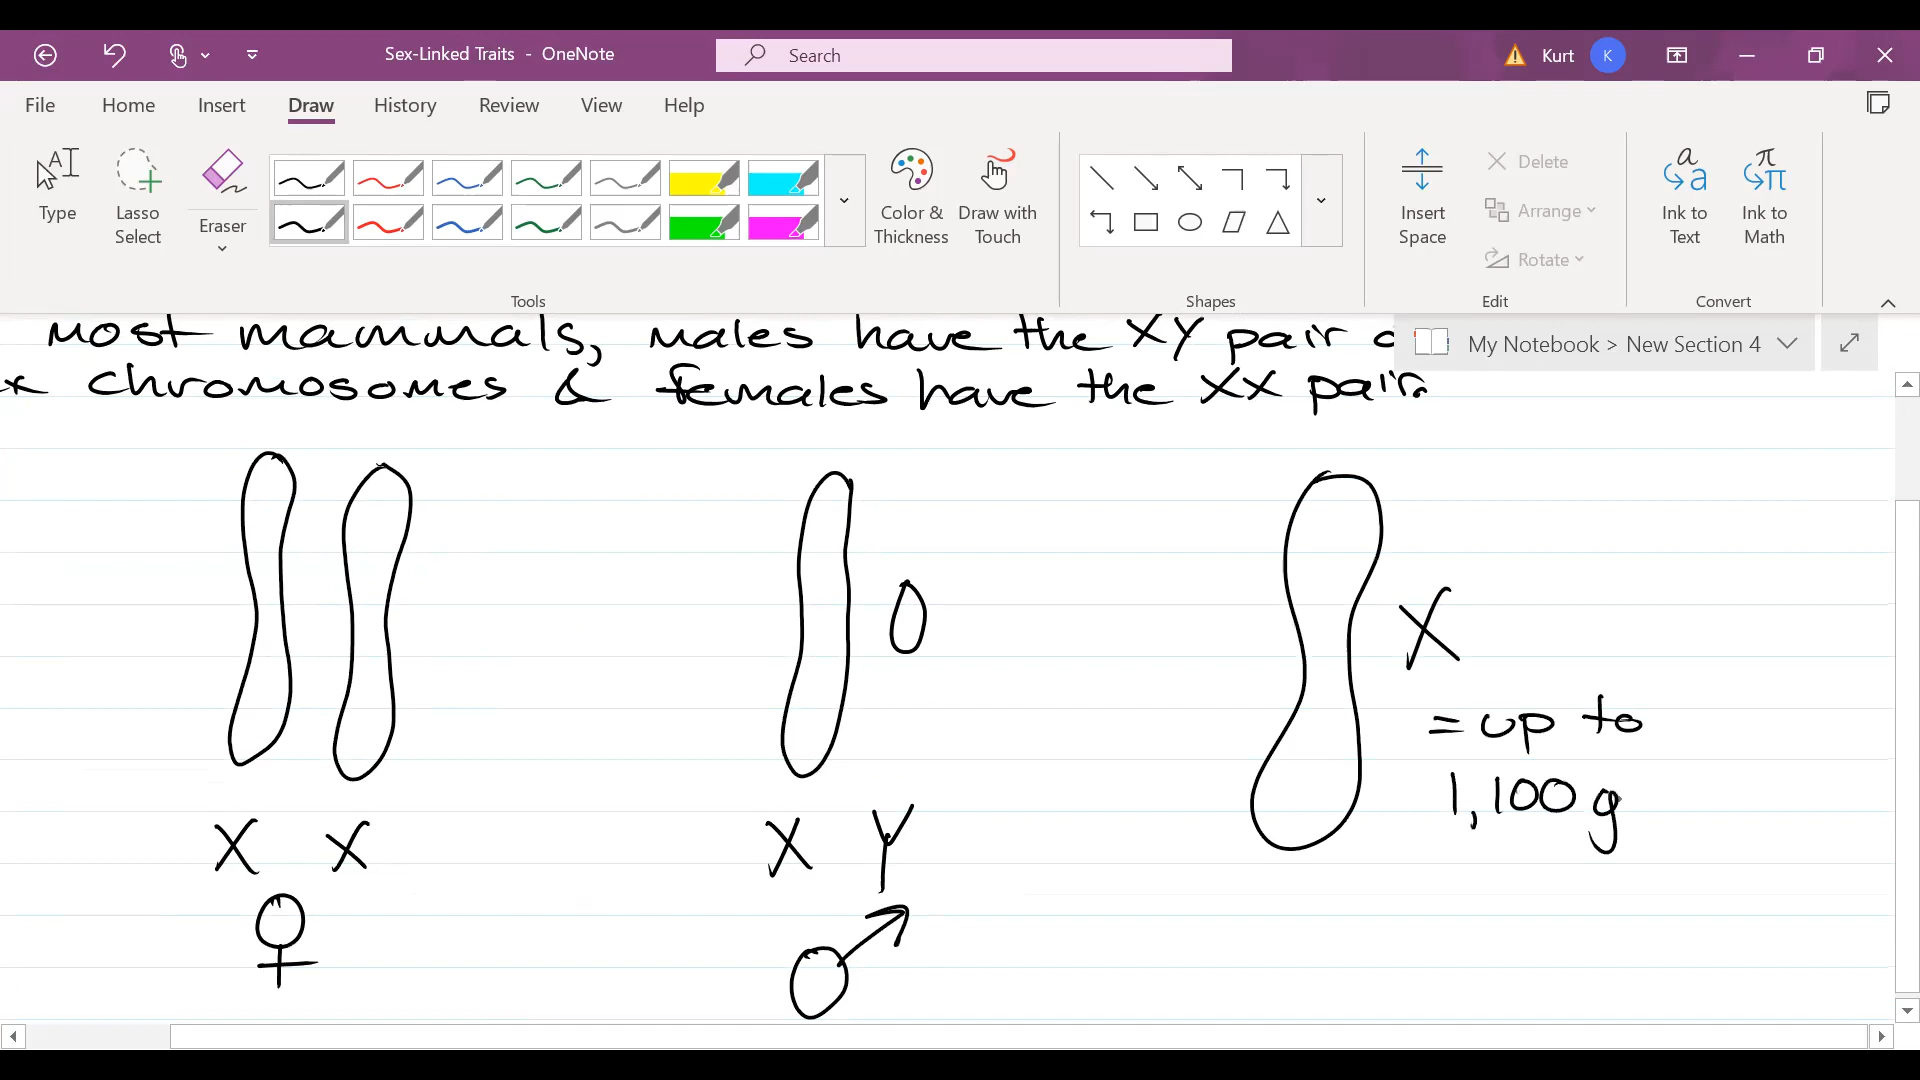 Sex-Linked Traits - OneNote
Search
Kurt
K
File Home Insert Draw History Review View Help
Type
Lasso Select
Eraser
Color & Thickness
Draw with Touch
Insert Space
Delete
Arrange
Rotate
Ink to Text
Ink to Math
Tools
Shapes
Edit
Convert
My Notebook > New Section 4
most mammals, males have the XY pair
chromosomes & females have the XX pair.
X
= up to
1,100 g
X X
X Y
♀
♂